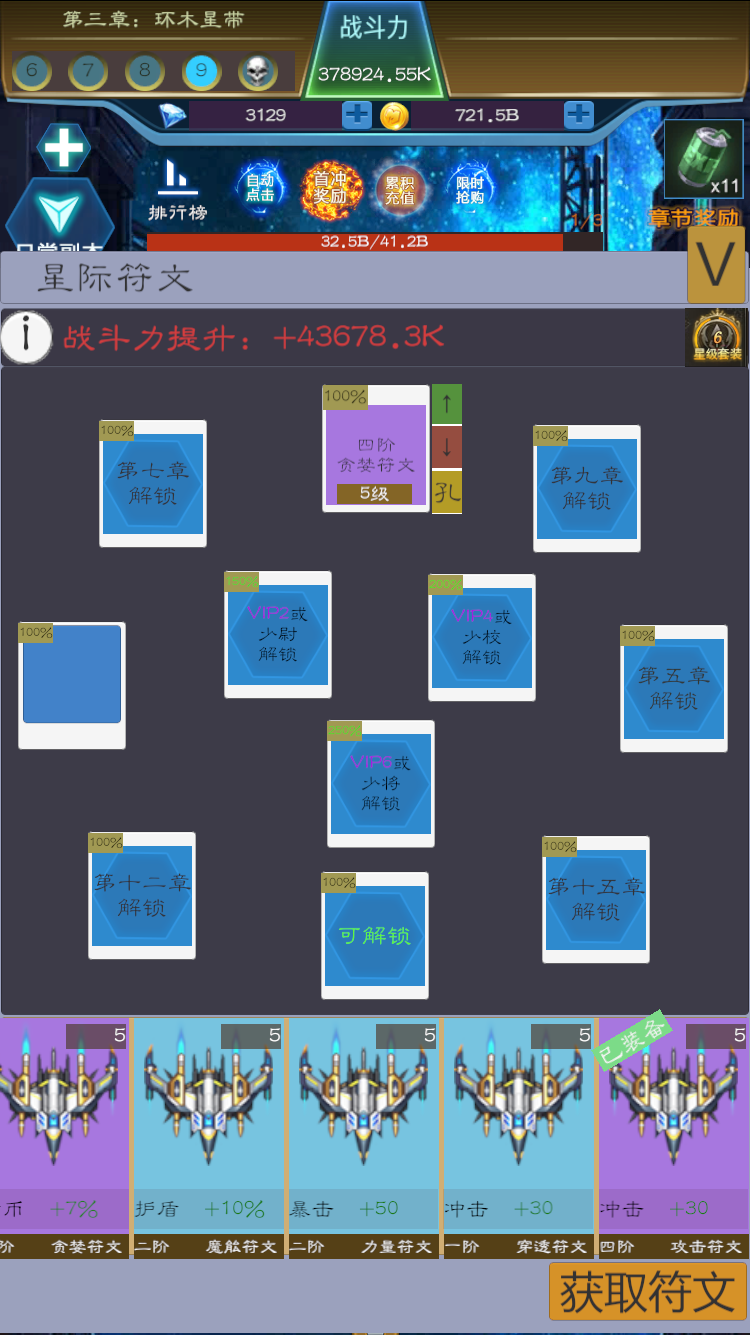 第三章：环木星带
战斗力
6
7
8
9
378924.55K
3129
721.5B
排行榜
自动
点击
首冲
奖励
累积
充值
限时
抢购
x11
1/3
章节奖励
32.5B/41.2B
星际符文
V
i
战斗力提升：+43678.3K
6
星级套装
100%
四阶
贪婪符文
5级
↑
↓
孔
100%
第七章
解锁
100%
第九章
解锁
150%
VIP2或
少尉
解锁
200%
VIP4或
少校
解锁
100%
100%
第五章
解锁
250%
VIP6或
少将
解锁
100%
第十二章
解锁
100%
第十五章
解锁
100%
可解锁
5
5
5
5
5
已装备
币 +7%
护盾 +10%
暴击 +50
冲击 +30
冲击 +30
阶 贪婪符文
二阶 魔能符文
二阶 力量符文
一阶 穿透符文
四阶 攻击符文
获取符文